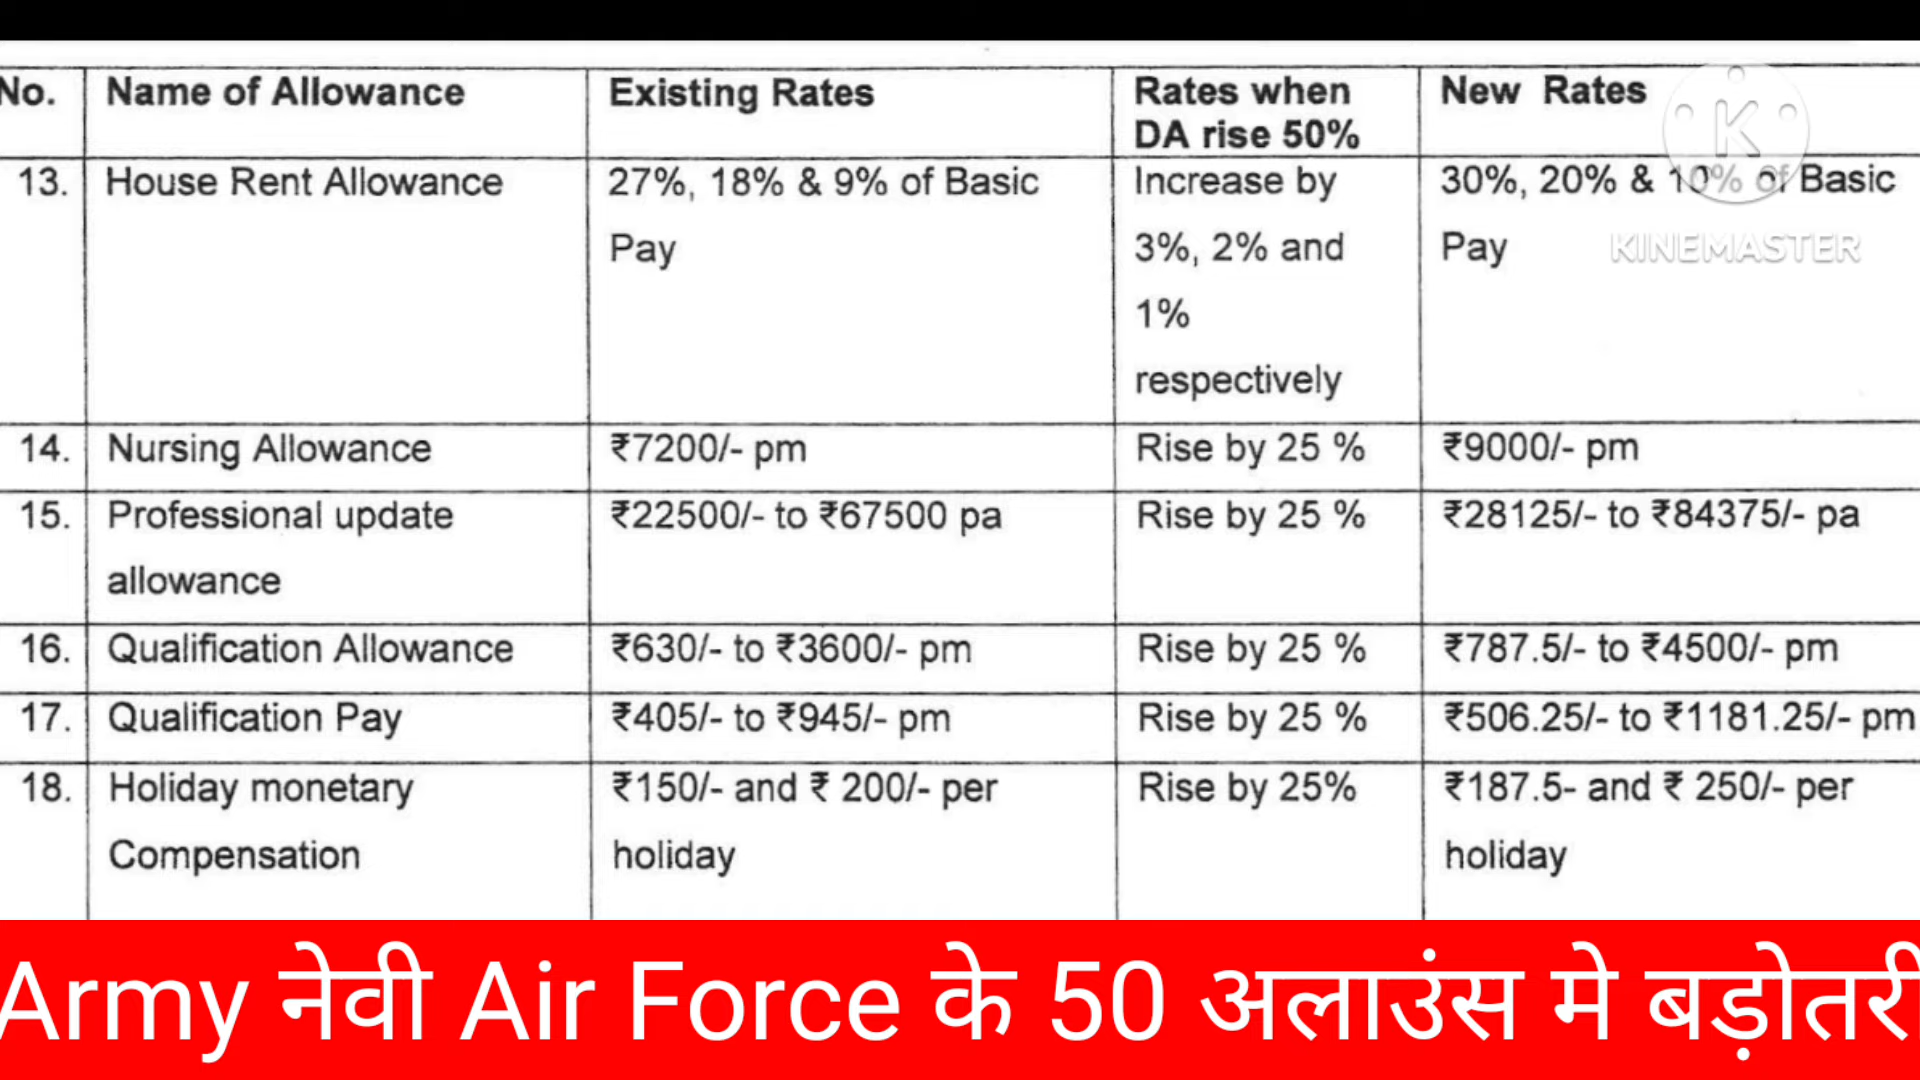 No. Name of Allowance Existing Rates Rates when New Rates
DA rise 50%
13. House Rent Allowance 27%, 18% & 9% of Basic Increase by 30%, 20% & 10% of Basic
Pay 3%, 2% and Pay
1%
respectively
14. Nursing Allowance ₹7200/- pm Rise by 25 % ₹9000/- pm
15. Professional update ₹22500/- to ₹67500 pa Rise by 25 % ₹28125/- to ₹84375/- pa
allowance
16. Qualification Allowance ₹630/- to ₹3600/- pm Rise by 25 % ₹787.5/- to ₹4500/- pm
17. Qualification Pay ₹405/- to ₹945/- pm Rise by 25 % ₹506.25/- to ₹1181.25/- pm
18. Holiday monetary ₹150/- and ₹ 200/- per Rise by 25% ₹187.5- and ₹ 250/- per
Compensation holiday holiday
K
KINEMASTER
Army नेवी Air Force के 50 अलाउंस मे बड़ोतरी